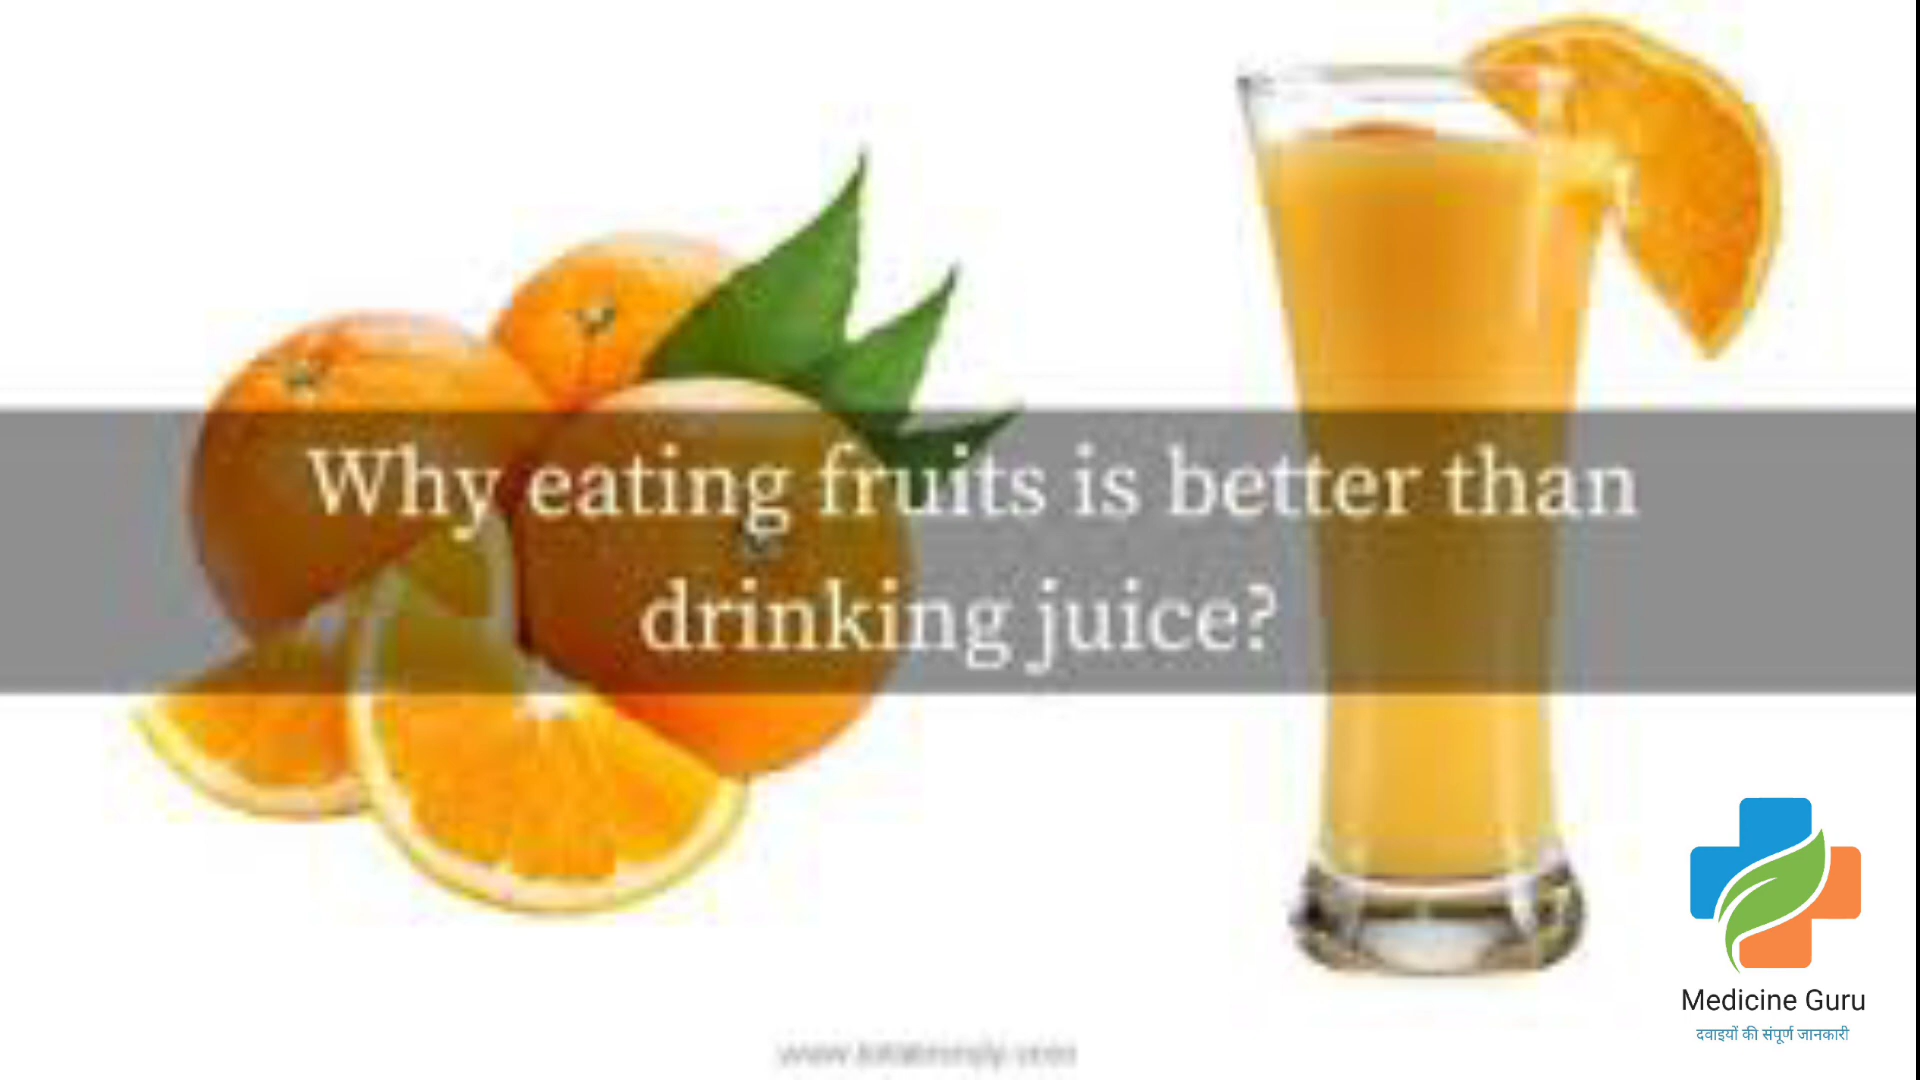 Why eating fruits is better than
drinking juice?
Medicine Guru
दवाइयों की संपूर्ण जानकारी